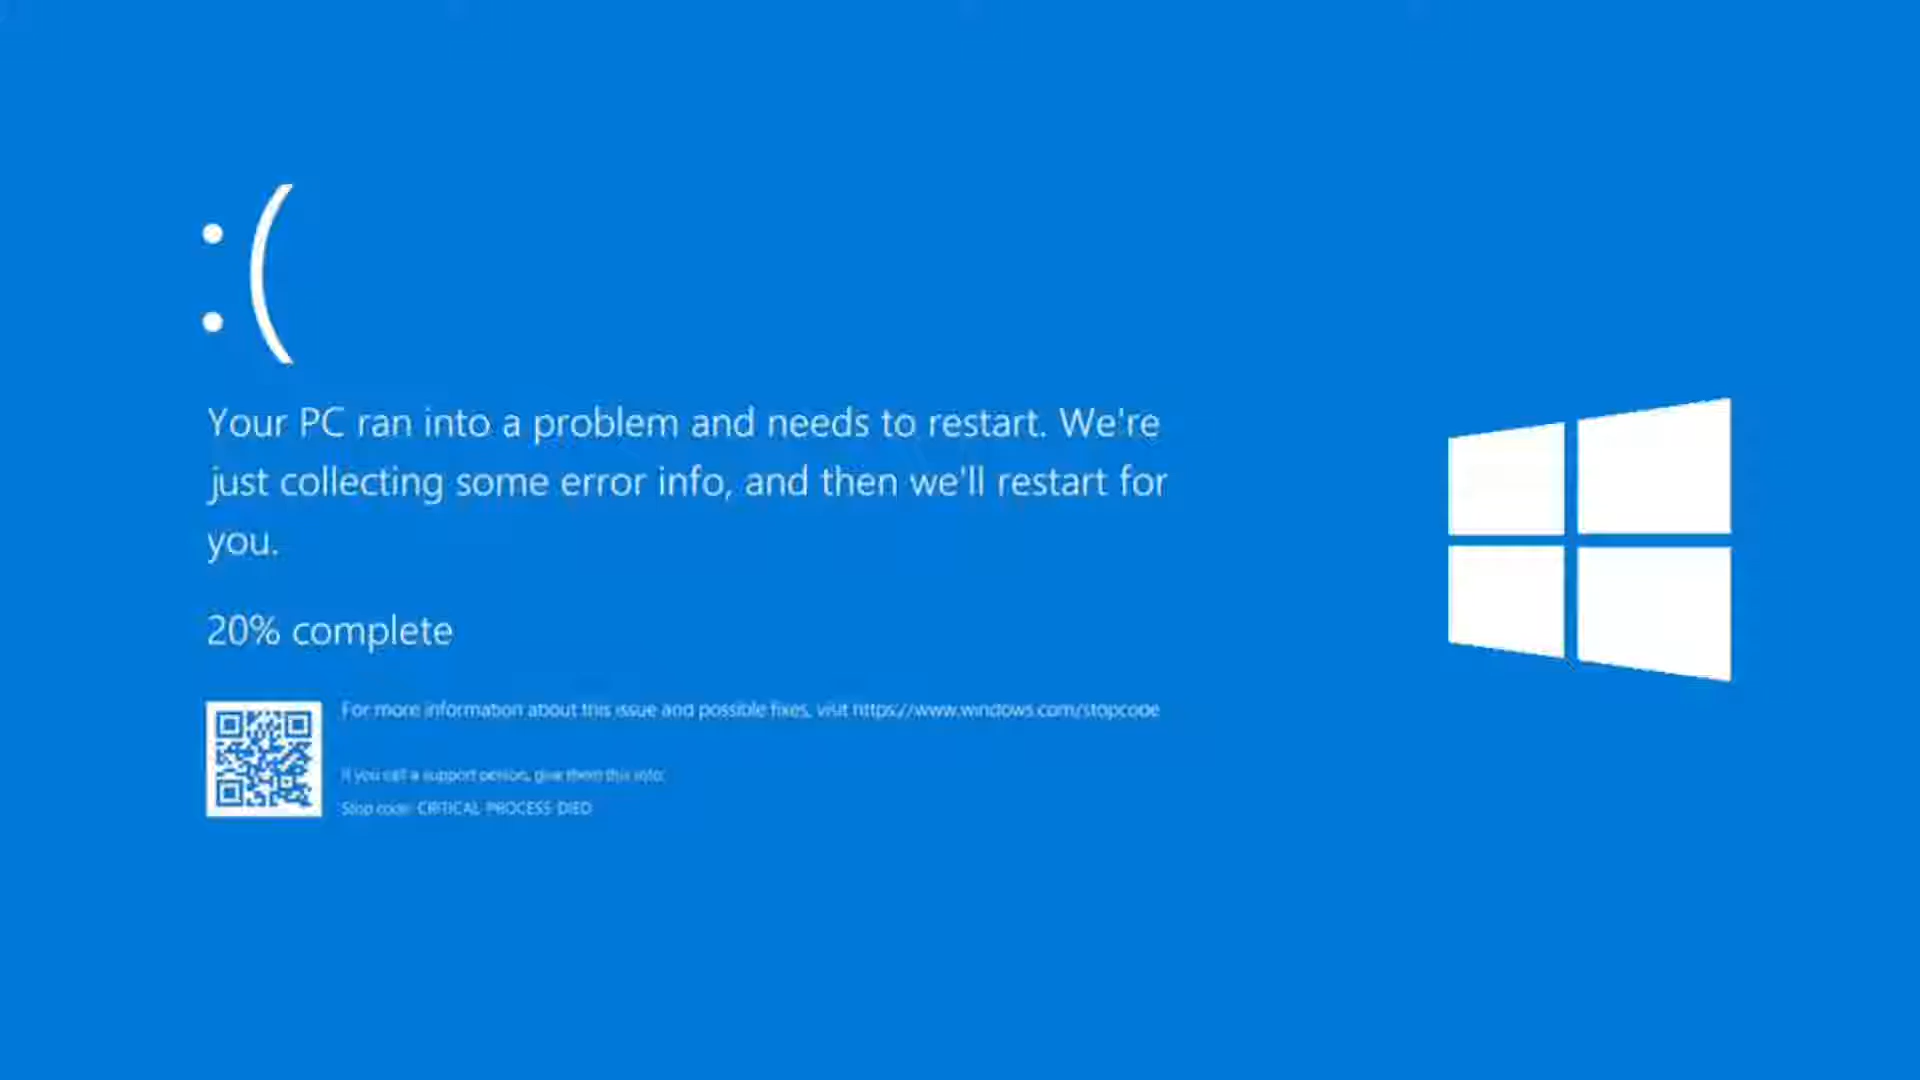 :(
Your PC ran into a problem and needs to restart. We're
just collecting some error info, and then we'll restart for
you.
20% complete
For more information about this issue and possible fixes, visit https://www.windows.com/stopcode
If you call a support person, give them this info:
Stop code: CRITICAL PROCESS DIED